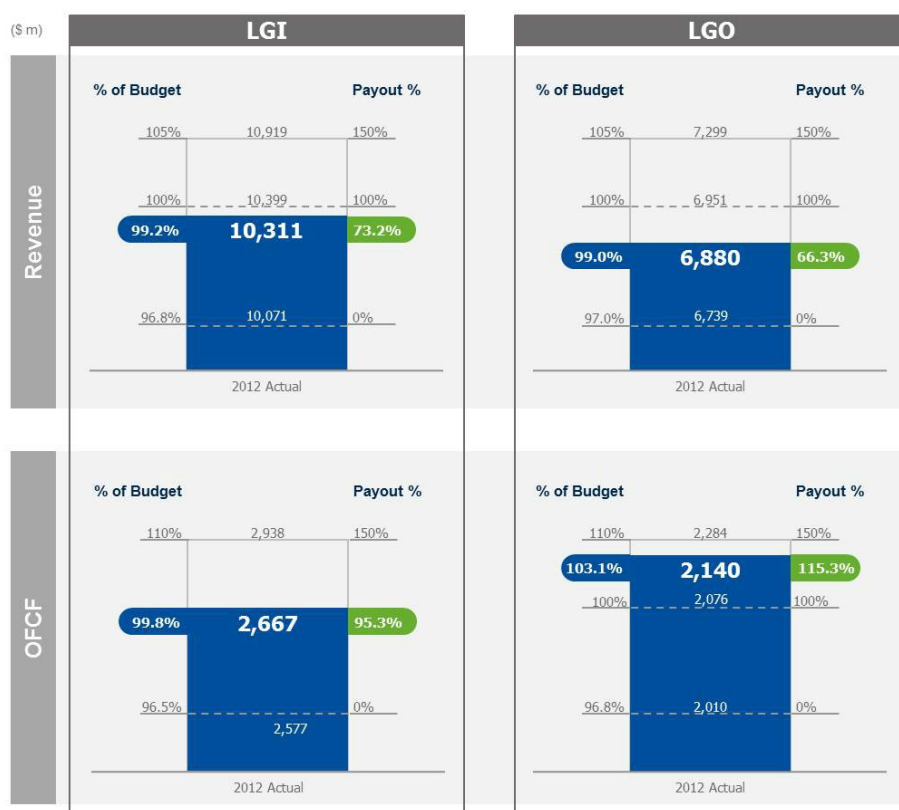 ($ m)
LGI
LGO
Revenue
% of Budget Payout %
105% 10,919 150%
100% 10,399 100%
99.2% 10,311 73.2%
96.8% 10,071 0%
2012 Actual
% of Budget Payout %
105% 7,299 150%
100% 6,951 100%
99.0% 6,880 66.3%
97.0% 6,739 0%
2012 Actual
OFCF
% of Budget Payout %
110% 2,938 150%
99.8% 2,667 95.3%
96.5% 0%
2,577
2012 Actual
% of Budget Payout %
110% 2,284 150%
103.1% 2,140 115.3%
100% 2,076 100%
96.8% 2,010 0%
2012 Actual